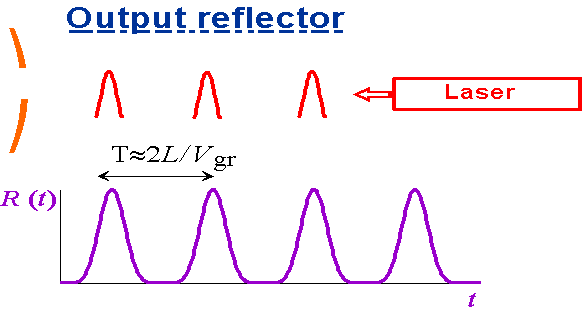 Output reflector
Laser
T≈2L/Vgr
R (t)
t